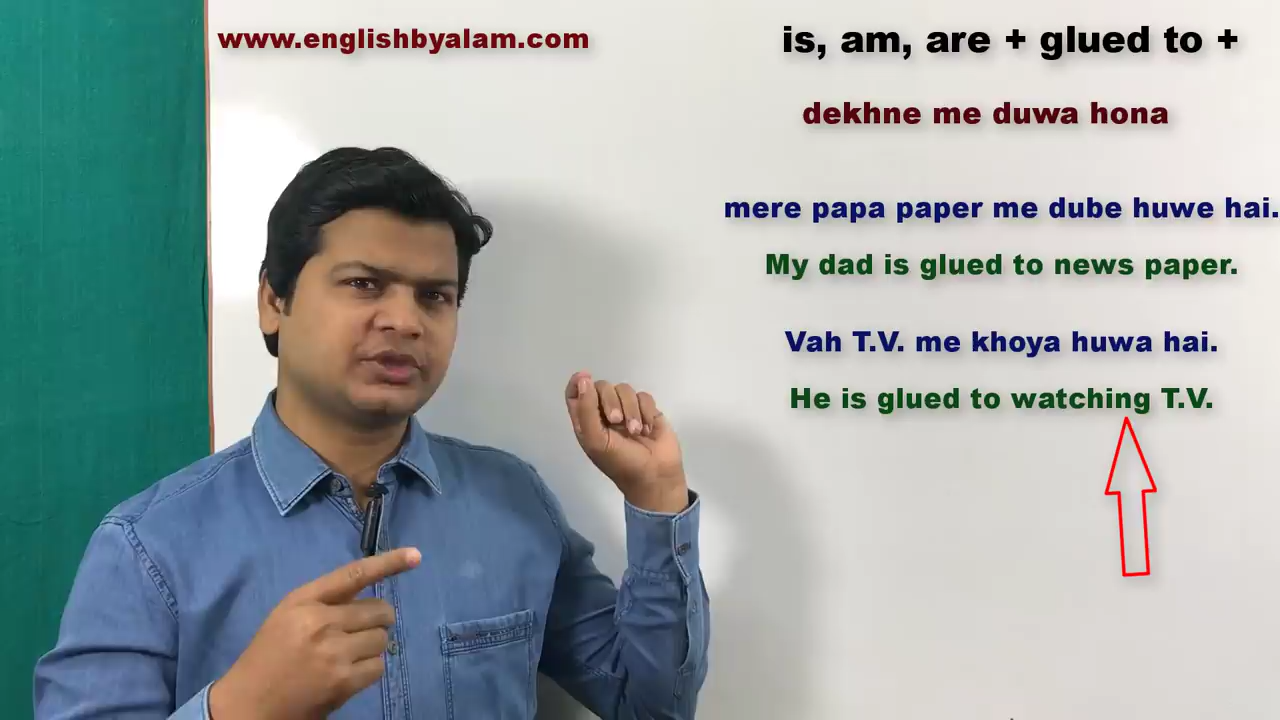 www.englishbyalam.com
is, am, are + glued to +
dekhne me duwa hona
mere papa paper me dube huwe hai.
My dad is glued to news paper.
Vah T.V. me khoya huwa hai.
He is glued to watching T.V.